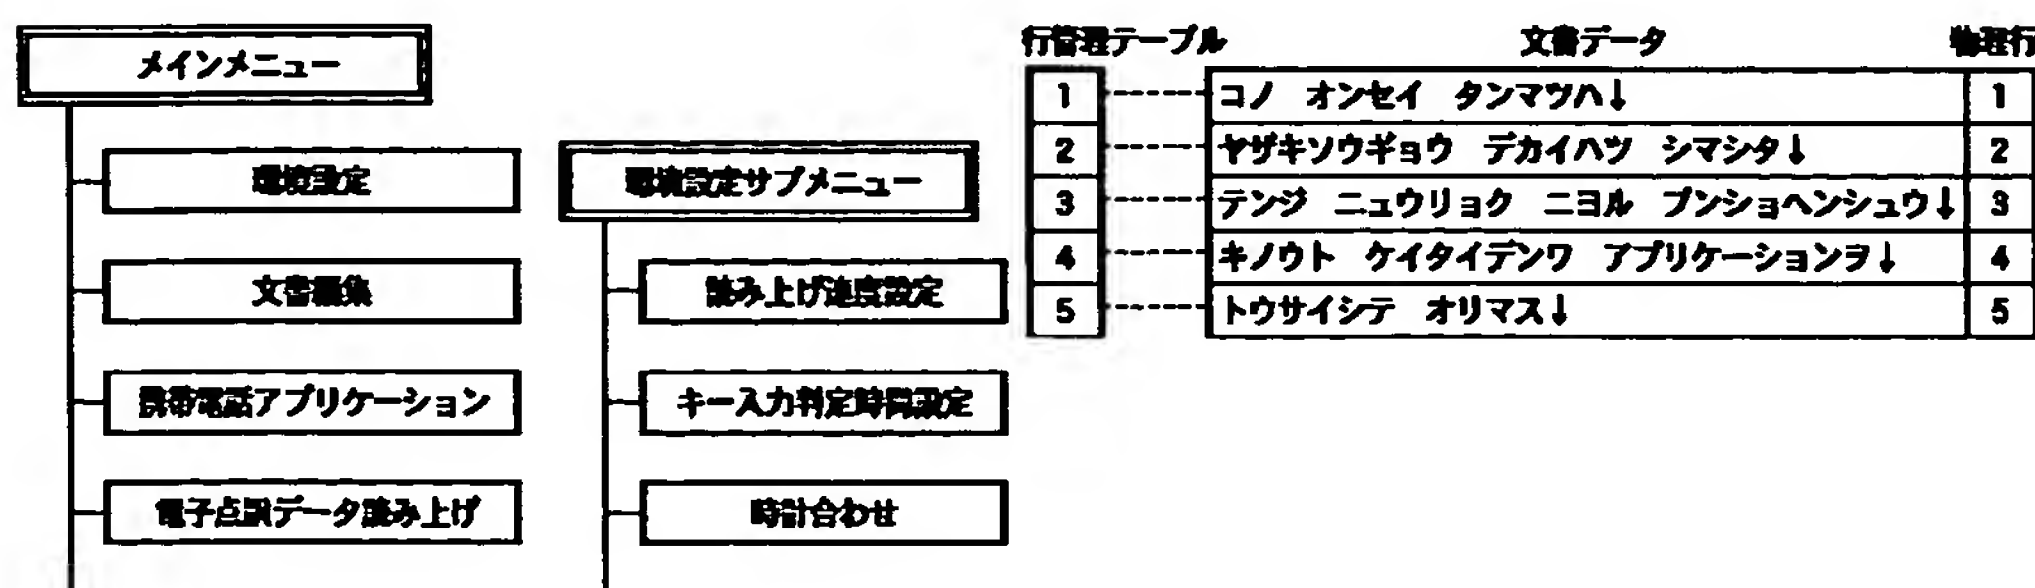 メインメニュー
環境設定
文書編集
携帯電話アプリケーション
電子点訳データ読み上げ
環境設定サブメニュー
読み上げ速度設定
キー入力判定時間設定
時計合わせ
行管理テーブル 文書データ 物理行
1 コノ オンセイ タンマツハ↓ 1
2 ヤザキソウギョウ デカイハツ シマシタ↓ 2
3 テンジ ニュウリョク ニヨル ブンショヘンシュウ↓ 3
4 キノウト ケイタイデンワ アプリケーションヲ↓ 4
5 トウサイシテ オリマス↓ 5